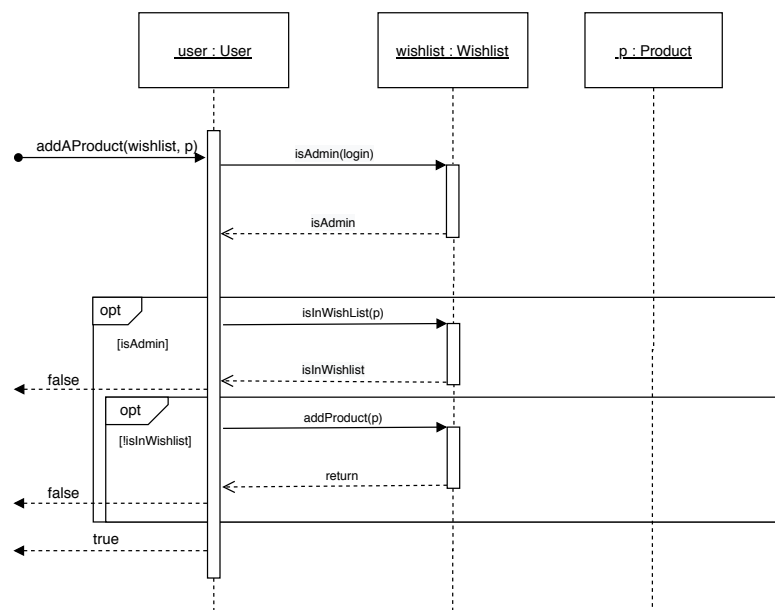 user : User
wishlist : Wishlist
p : Product
addAProduct(wishlist, p)
isAdmin(login)
isAdmin
opt
isInWishList(p)
[isAdmin]
isInWishlist
false
opt
addProduct(p)
[!isInWishlist]
return
false
true